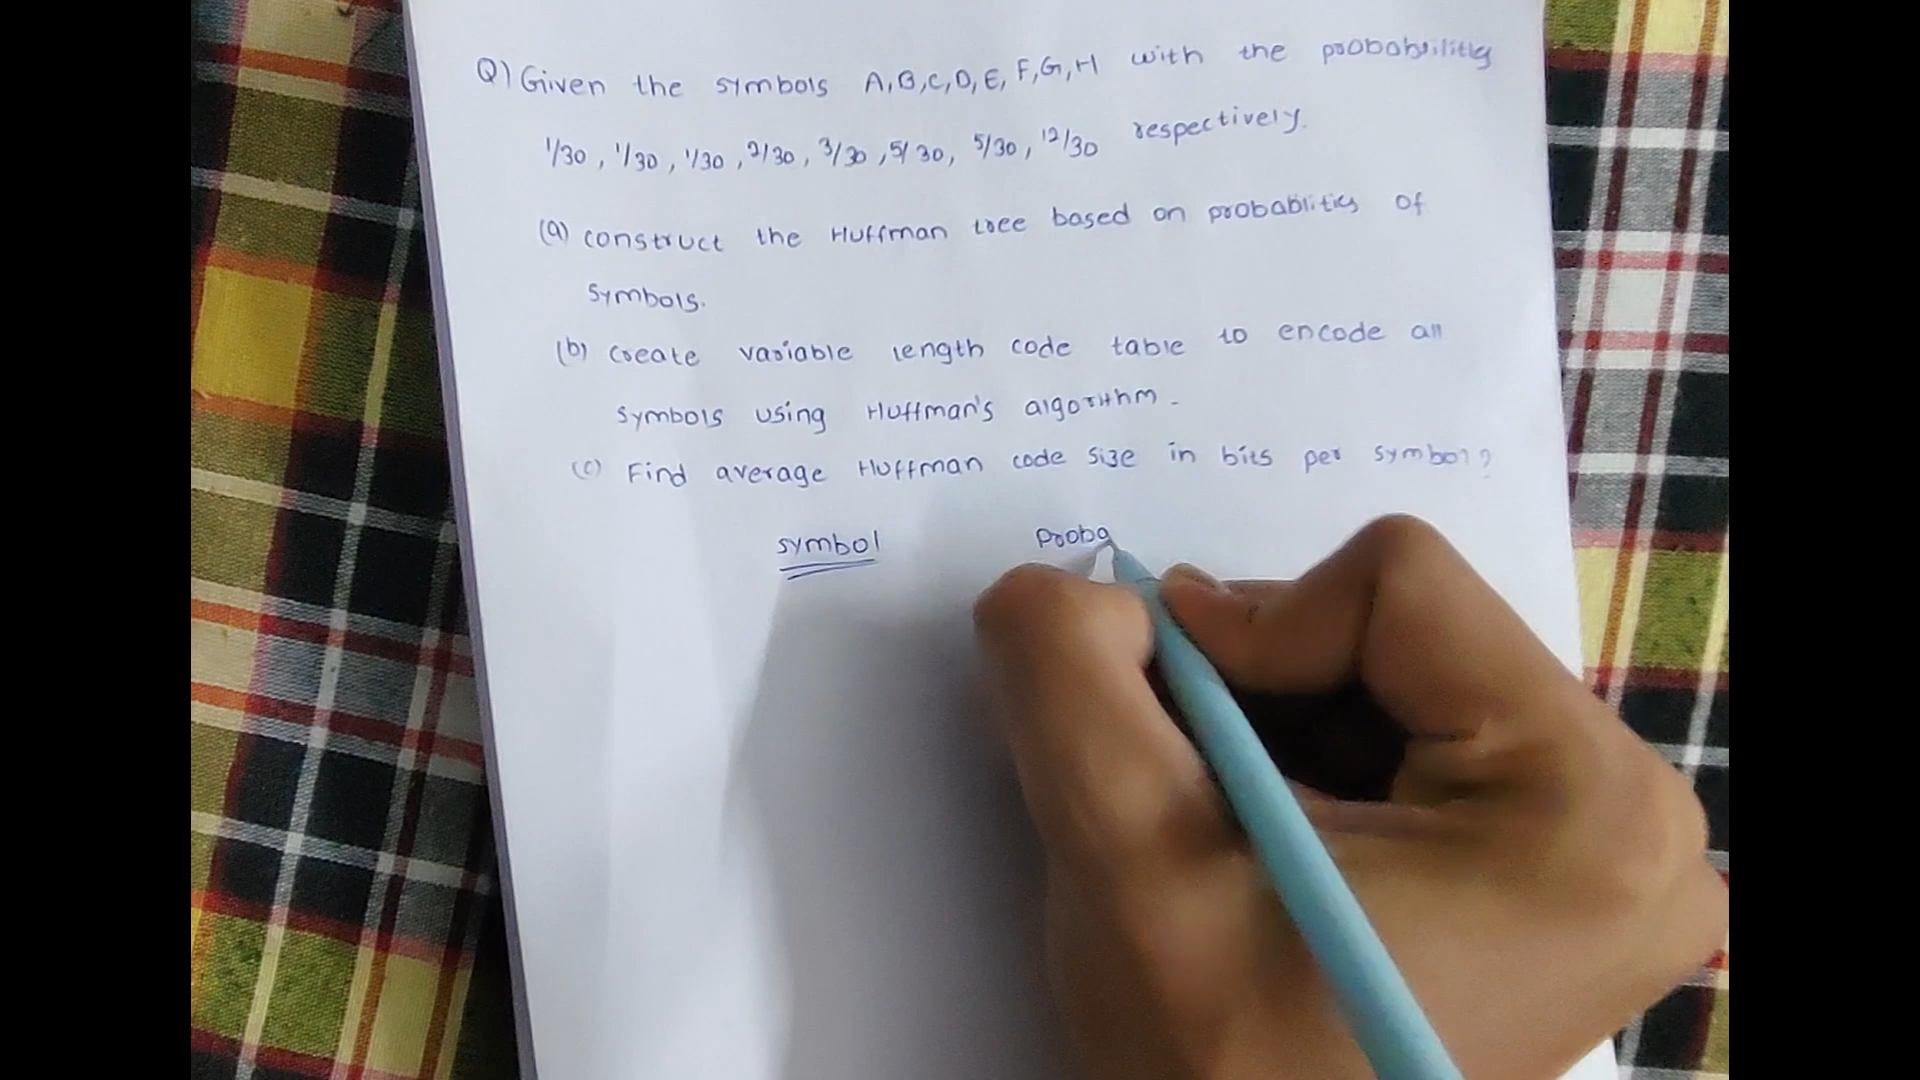 Q) Given the symbols A,B,C,D,E,F,G,H with the probabilities
1/30, 1/30, 1/30, 2/30, 3/30, 5/30, 5/30, 12/30 respectively.
(a) construct the Huffman tree based on probablities of
symbols.
(b) create variable length code table to encode all
symbols using Huffman's algorithm.
(c) Find average Huffman code size in bits per symbol?
symbol Proba